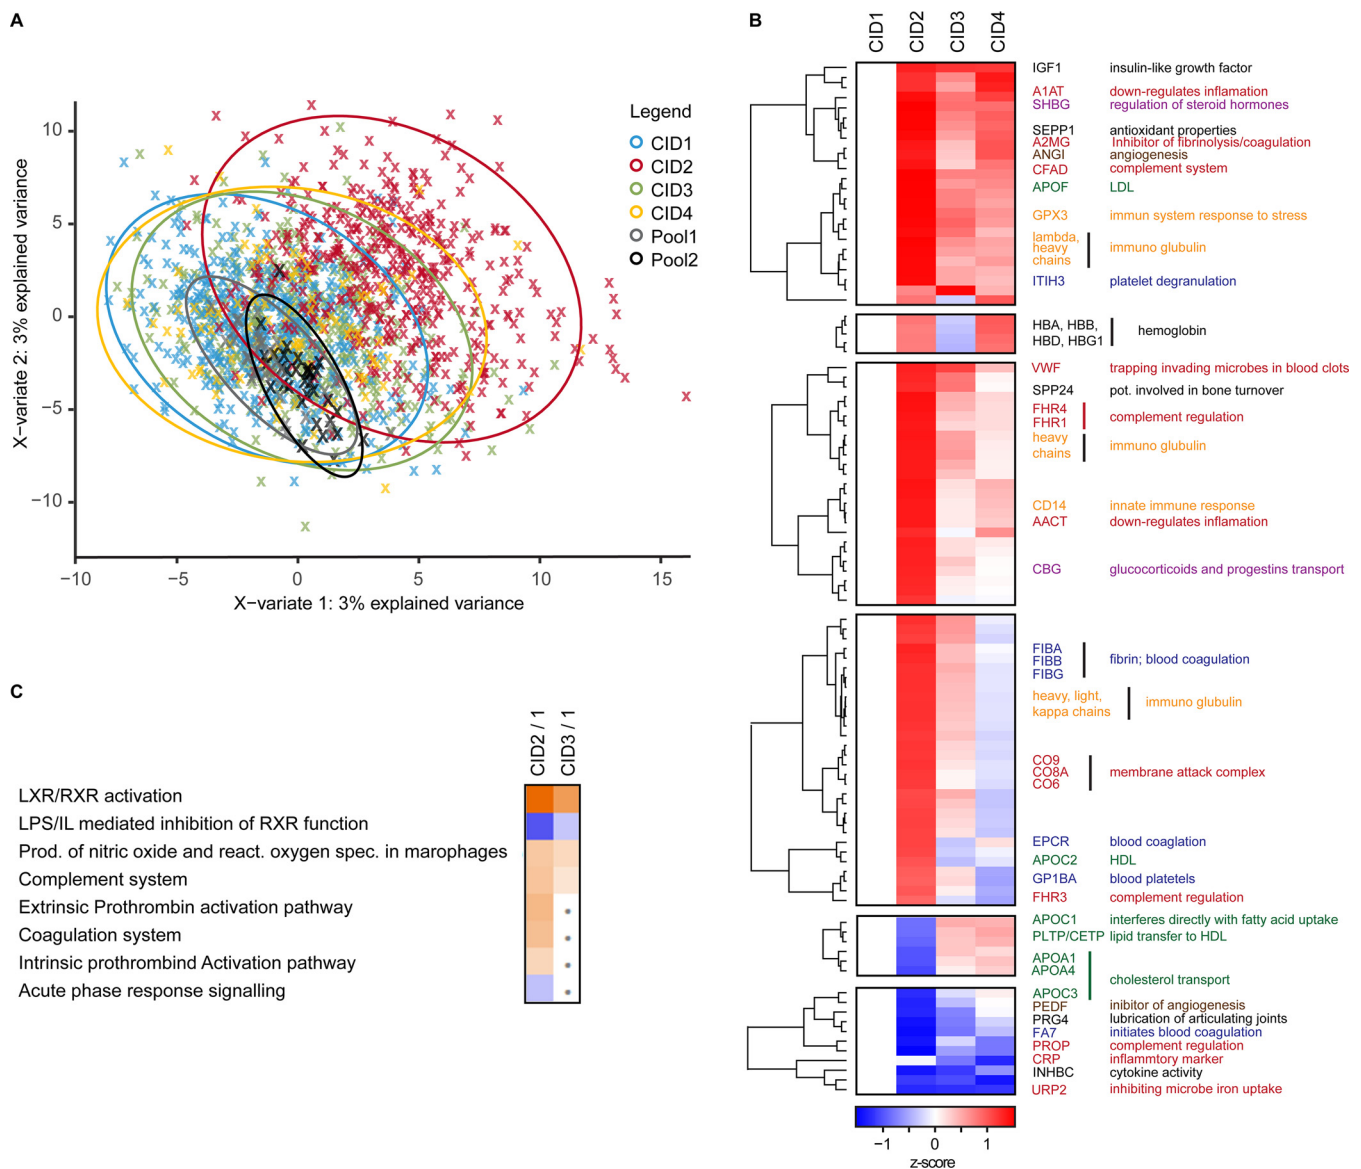 A
X−variate 2: 3% explained variance
10
5
0
−5
−10
−10
−5
0
5
10
15
X−variate 1: 3% explained variance
Legend
CID1
CID2
CID3
CID4
Pool1
Pool2
B
CID1
CID2
CID3
CID4
IGF1 insulin-like growth factor
A1AT down-regulates inflamation
SHBG regulation of steroid hormones
SEPP1 antioxidant properties
A2MG Inhibitor of fibrinolysis/coagulation
ANGI angiogenesis
CFAD complement system
APOF LDL
GPX3 immun system response to stress
lambda,
heavy
chains
immuno glubulin
ITIH3 platelet degranulation
HBA, HBB,
HBD, HBG1
hemoglobin
VWF trapping invading microbes in blood clots
SPP24 pot. involved in bone turnover
FHR4
FHR1
complement regulation
heavy
chains
immuno glubulin
CD14 innate immune response
AACT down-regulates inflamation
CBG glucocorticoids and progestins transport
FIBA
FIBB
FIBG
fibrin; blood coagulation
heavy, light,
kappa chains
immuno glubulin
CO9
CO8A
CO6
membrane attack complex
EPCR blood coaglation
APOC2 HDL
GP1BA blood platelets
FHR3 complement regulation
APOC1 interferes directly with fatty acid uptake
PLTP/CETP lipid transfer to HDL
APOA1
APOA4
cholesterol transport
APOC3
PEDF inibitor of angiogenesis
PRG4 lubrication of articulating joints
FA7 initiates blood coagulation
PROP complement regulation
CRP inflammtory marker
INHBC cytokine activity
URP2 inhibiting microbe iron uptake
−1
0
1
z-score
C
CID2 / 1
CID3 / 1
LXR/RXR activation
LPS/IL mediated inhibition of RXR function
Prod. of nitric oxide and react. oxygen spec. in marophages
Complement system
Extrinsic Prothrombin activation pathway
Coagulation system
Intrinsic prothrombind Activation pathway
Acute phase response signalling